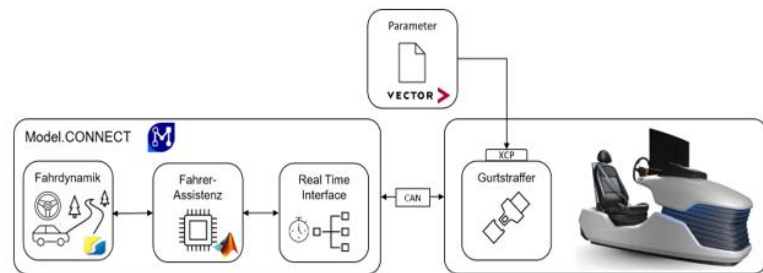 Parameter
VECTOR
Model.CONNECT
XCP
Fahrdynamik
Fahrer-
Assistenz
Real Time
Interface
CAN
Gurtstraffer